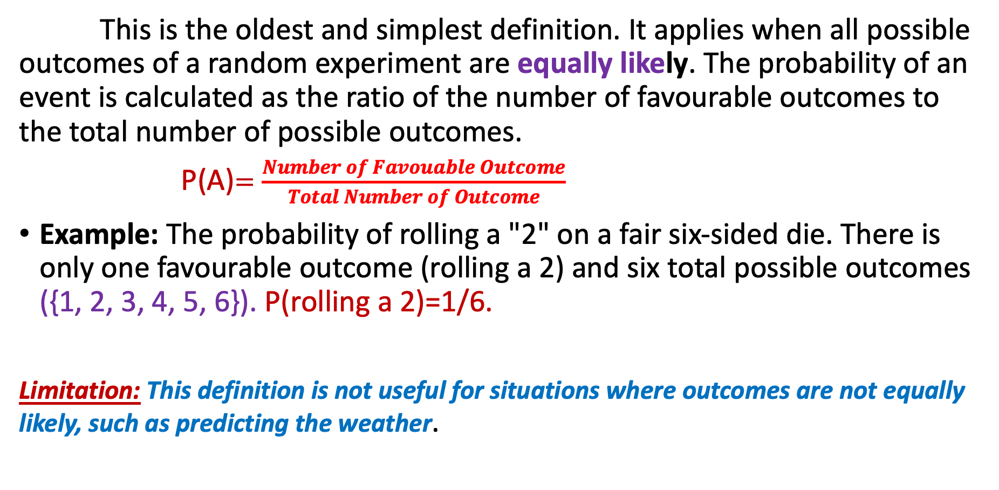 This is the oldest and simplest definition. It applies when all possible
outcomes of a random experiment are equally likely. The probability of an
event is calculated as the ratio of the number of favourable outcomes to
the total number of possible outcomes.
P(A)= Number of Favouable Outcome
Total Number of Outcome
• Example: The probability of rolling a "2" on a fair six-sided die. There is
only one favourable outcome (rolling a 2) and six total possible outcomes
({1, 2, 3, 4, 5, 6}). P(rolling a 2)=1/6.
Limitation: This definition is not useful for situations where outcomes are not equally
likely, such as predicting the weather.